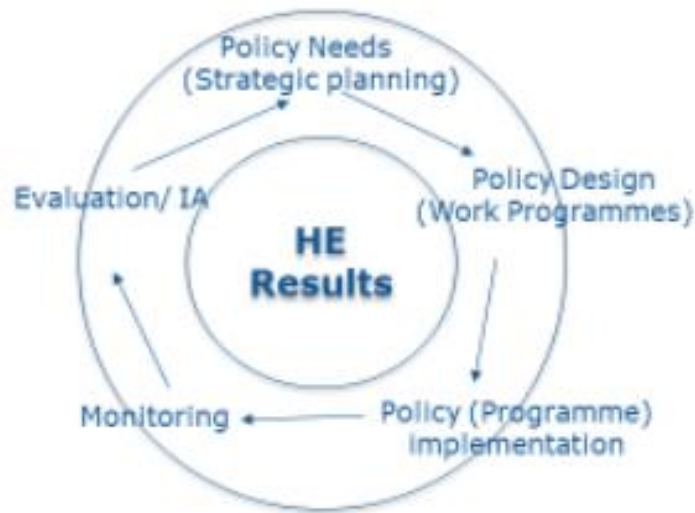 Policy Needs
(Strategic planning)
Policy Design
(Work Programmes)
Evaluation/ IA
HE
Results
Monitoring
Policy (Programme)
implementation